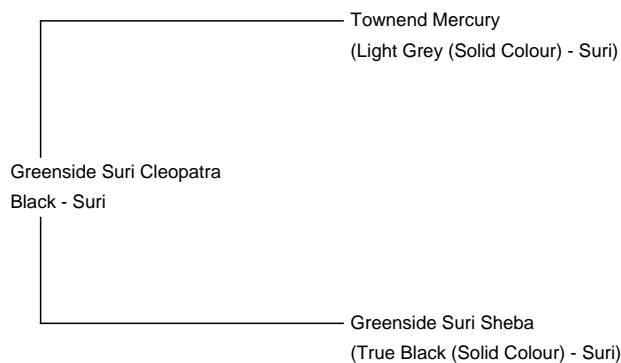 Townend Mercury
(Light Grey (Solid Colour) - Suri)
Greenside Suri Cleopatra
Black - Suri
Greenside Suri Sheba
(True Black (Solid Colour) - Suri)